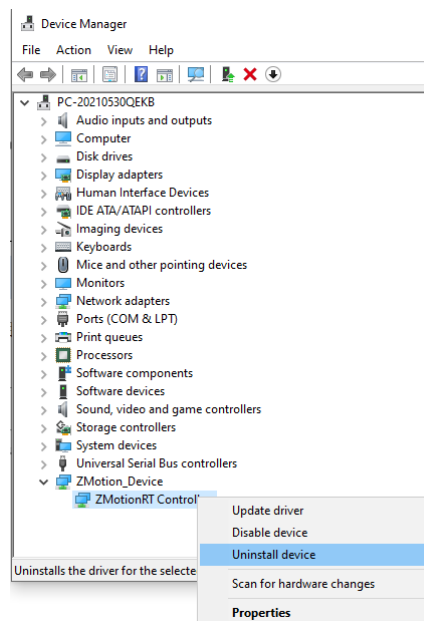 Device Manager
File Action View Help
PC-20210530QEKB
Audio inputs and outputs
Computer
Disk drives
Display adapters
Human Interface Devices
IDE ATA/ATAPI controllers
Imaging devices
Keyboards
Mice and other pointing devices
Monitors
Network adapters
Ports (COM & LPT)
Print queues
Processors
Software components
Software devices
Sound, video and game controllers
Storage controllers
System devices
Universal Serial Bus controllers
ZMotion_Device
ZMotionRT Controll
Update driver
Disable device
Uninstall device
Scan for hardware changes
Properties
Uninstalls the driver for the selecte